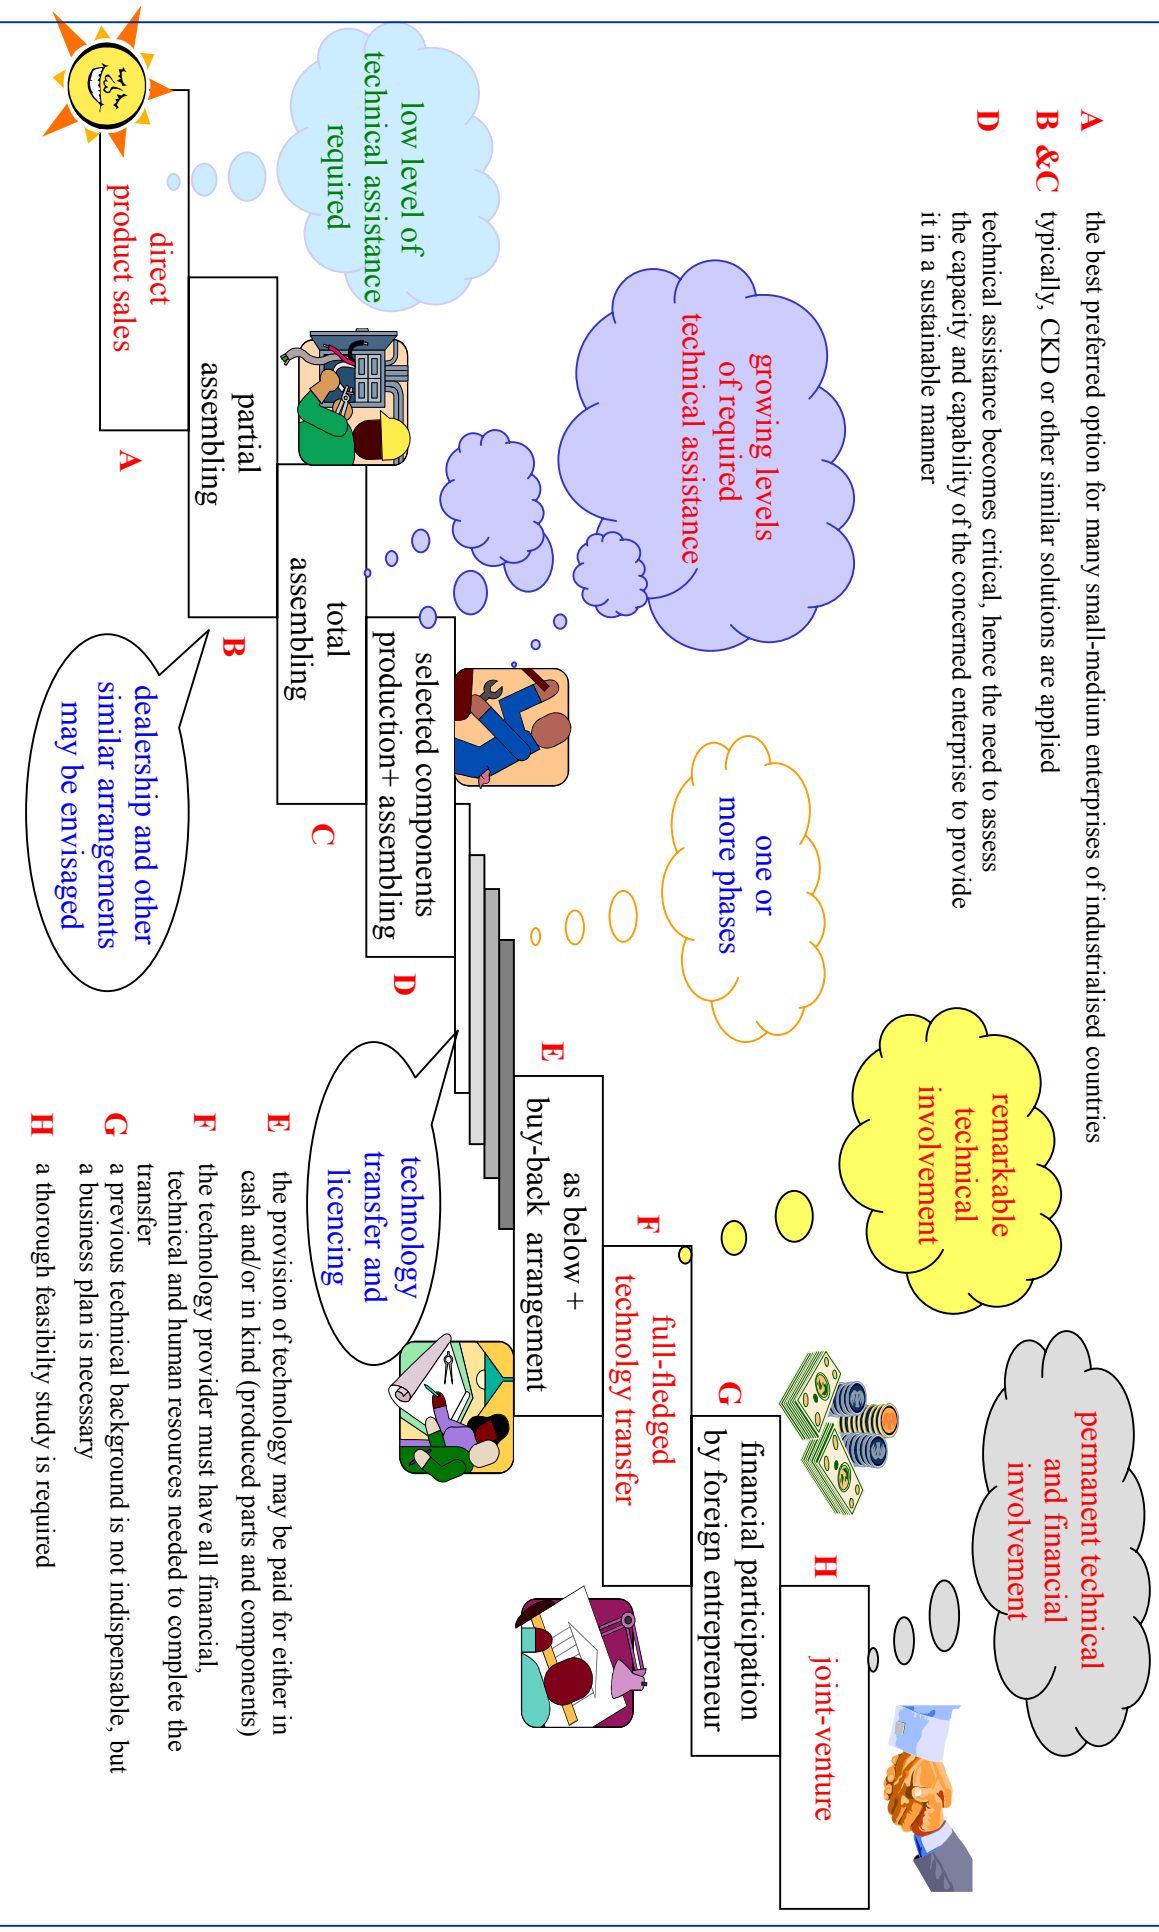 A the best preferred option for many small-medium enterprises of industrialised countries
B &C typically, CKD or other similar solutions are applied
D technical assistance becomes critical, hence the need to assess
the capacity and capability of the concerned enterprise to provide
it in a sustainable manner
permanent technical
and financial
involvement
remarkable
technical
involvement
one or
more phases
growing levels
of required
technical assistance
low level of
technical assistance
required
H
joint-venture
G
financial participation
by foreign entrepreneur
F
full-fledged
technolgy transfer
E
as below +
buy-back arrangement
selected components
production+ assembling
D
total
assembling
C
partial
assembling
B
direct
product sales
A
technology
transfer and
licencing
dealership and other
similar arrangements
may be envisaged
E the provision of technology may be paid for either in
cash and/or in kind (produced parts and components)
F the technology provider must have all financial,
technical and human resources needed to complete the
transfer
G a previous technical background is not indispensable, but
a business plan is necessary
H a thorough feasibilty study is required